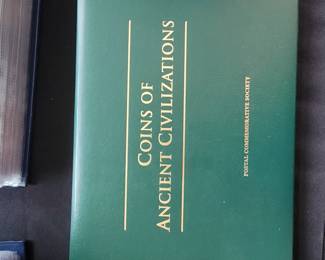 COINS OF
ANCIENT CIVILIZATIONS
POSTAL COMMEMORATIVE SOCIETY